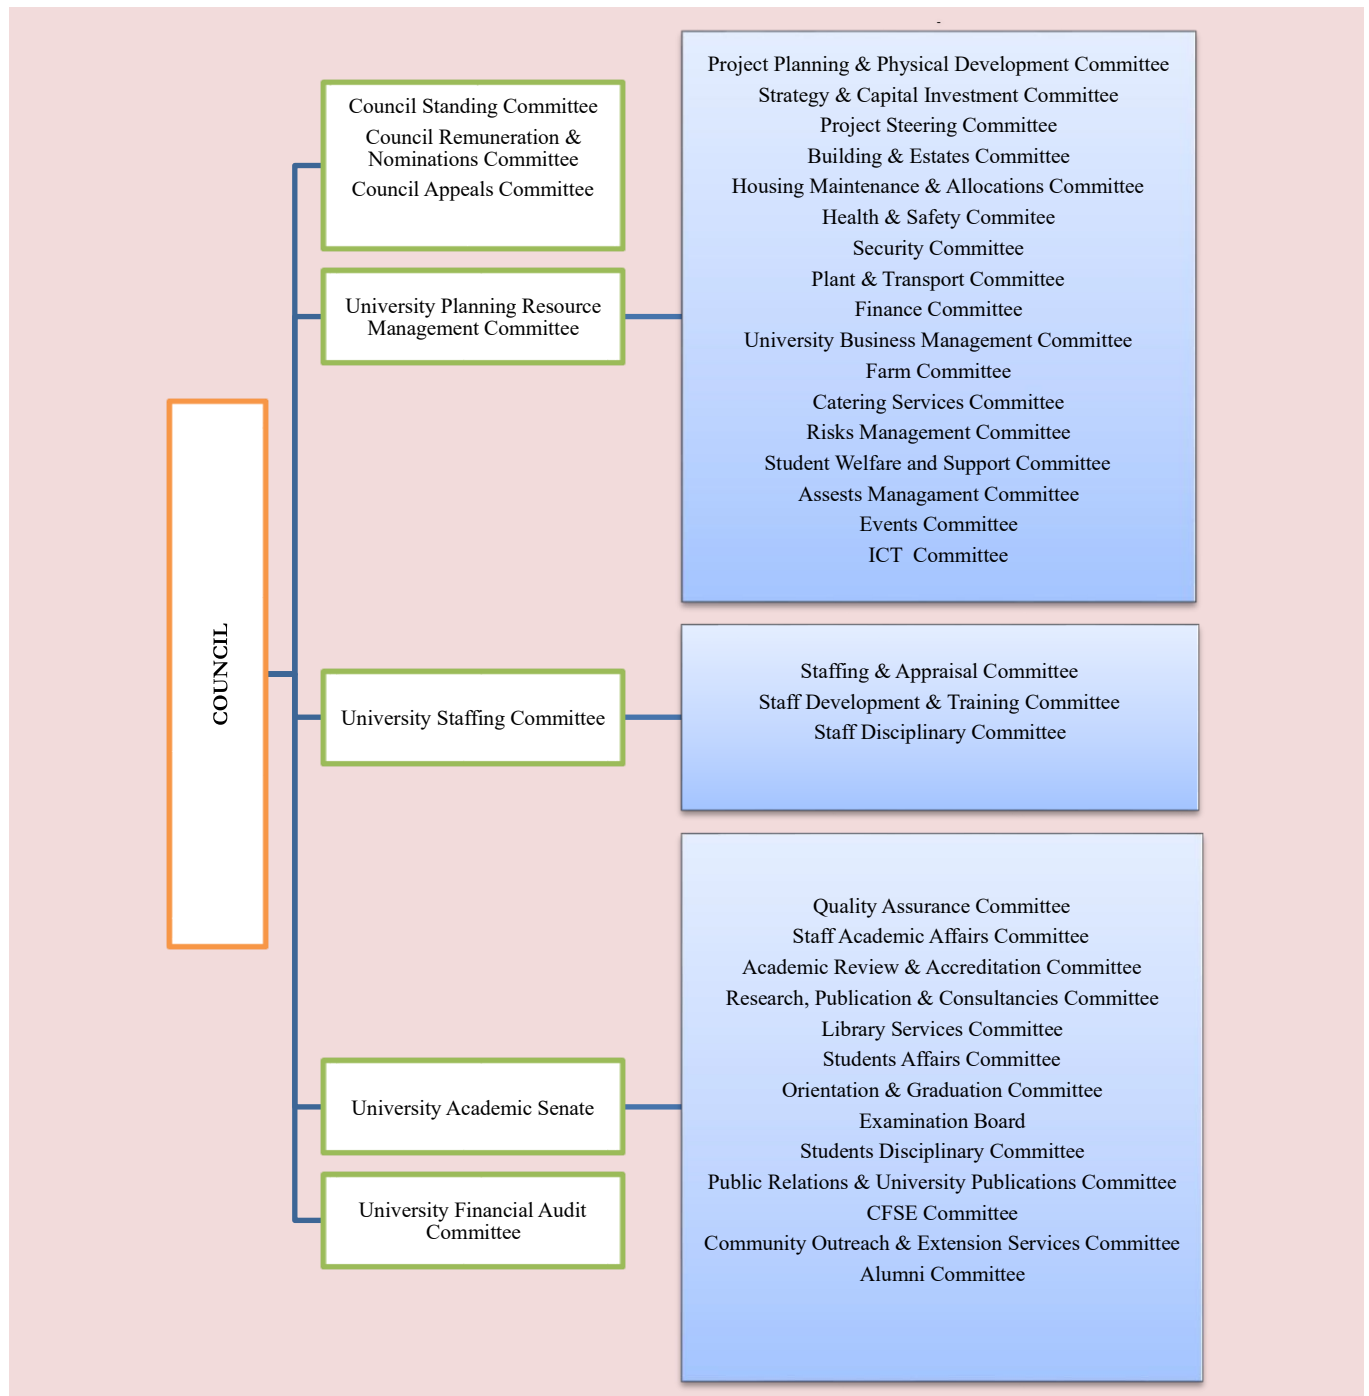 COUNCIL
Council Standing Committee
Council Remuneration &
Nominations Committee
Council Appeals Committee
University Planning Resource
Management Committee
Project Planning & Physical Development Committee
Strategy & Capital Investment Committee
Project Steering Committee
Building & Estates Committee
Housing Maintenance & Allocations Committee
Health & Safety Commitee
Security Committee
Plant & Transport Committee
Finance Committee
University Business Management Committee
Farm Committee
Catering Services Committee
Risks Management Committee
Student Welfare and Support Committee
Assests Managament Committee
Events Committee
ICT  Committee
University Staffing Committee
Staffing & Appraisal Committee
Staff Development & Training Committee
Staff Disciplinary Committee
University Academic Senate
Quality Assurance Committee
Staff Academic Affairs Committee
Academic Review & Accreditation Committee
Research, Publication & Consultancies Committee
Library Services Committee
Students Affairs Committee
Orientation & Graduation Committee
Examination Board
Students Disciplinary Committee
Public Relations & University Publications Committee
CFSE Committee
Community Outreach & Extension Services Committee
Alumni Committee
University Financial Audit
Committee